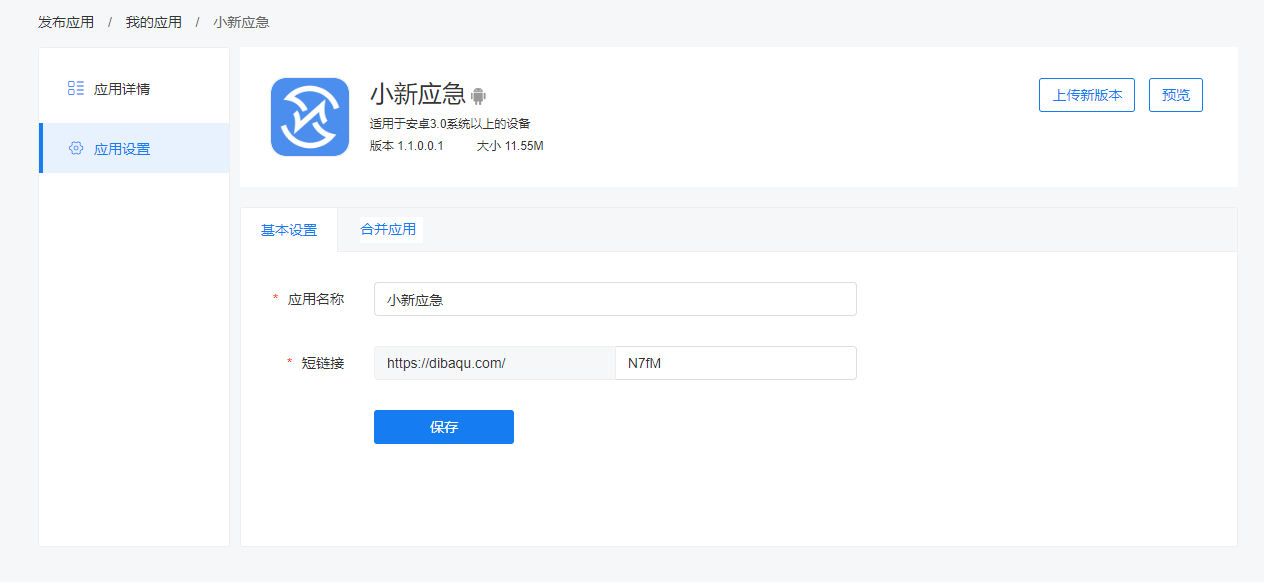 发布应用 / 我的应用 / 小新应急
应用详情
应用设置
小新应急
适用于安卓3.0系统以上的设备
版本 1.1.0.0.1 大小 11.55M
上传新版本 预览
基本设置 合并应用
* 应用名称 小新应急
* 短链接 https://dibaqu.com/ N7fM
保存